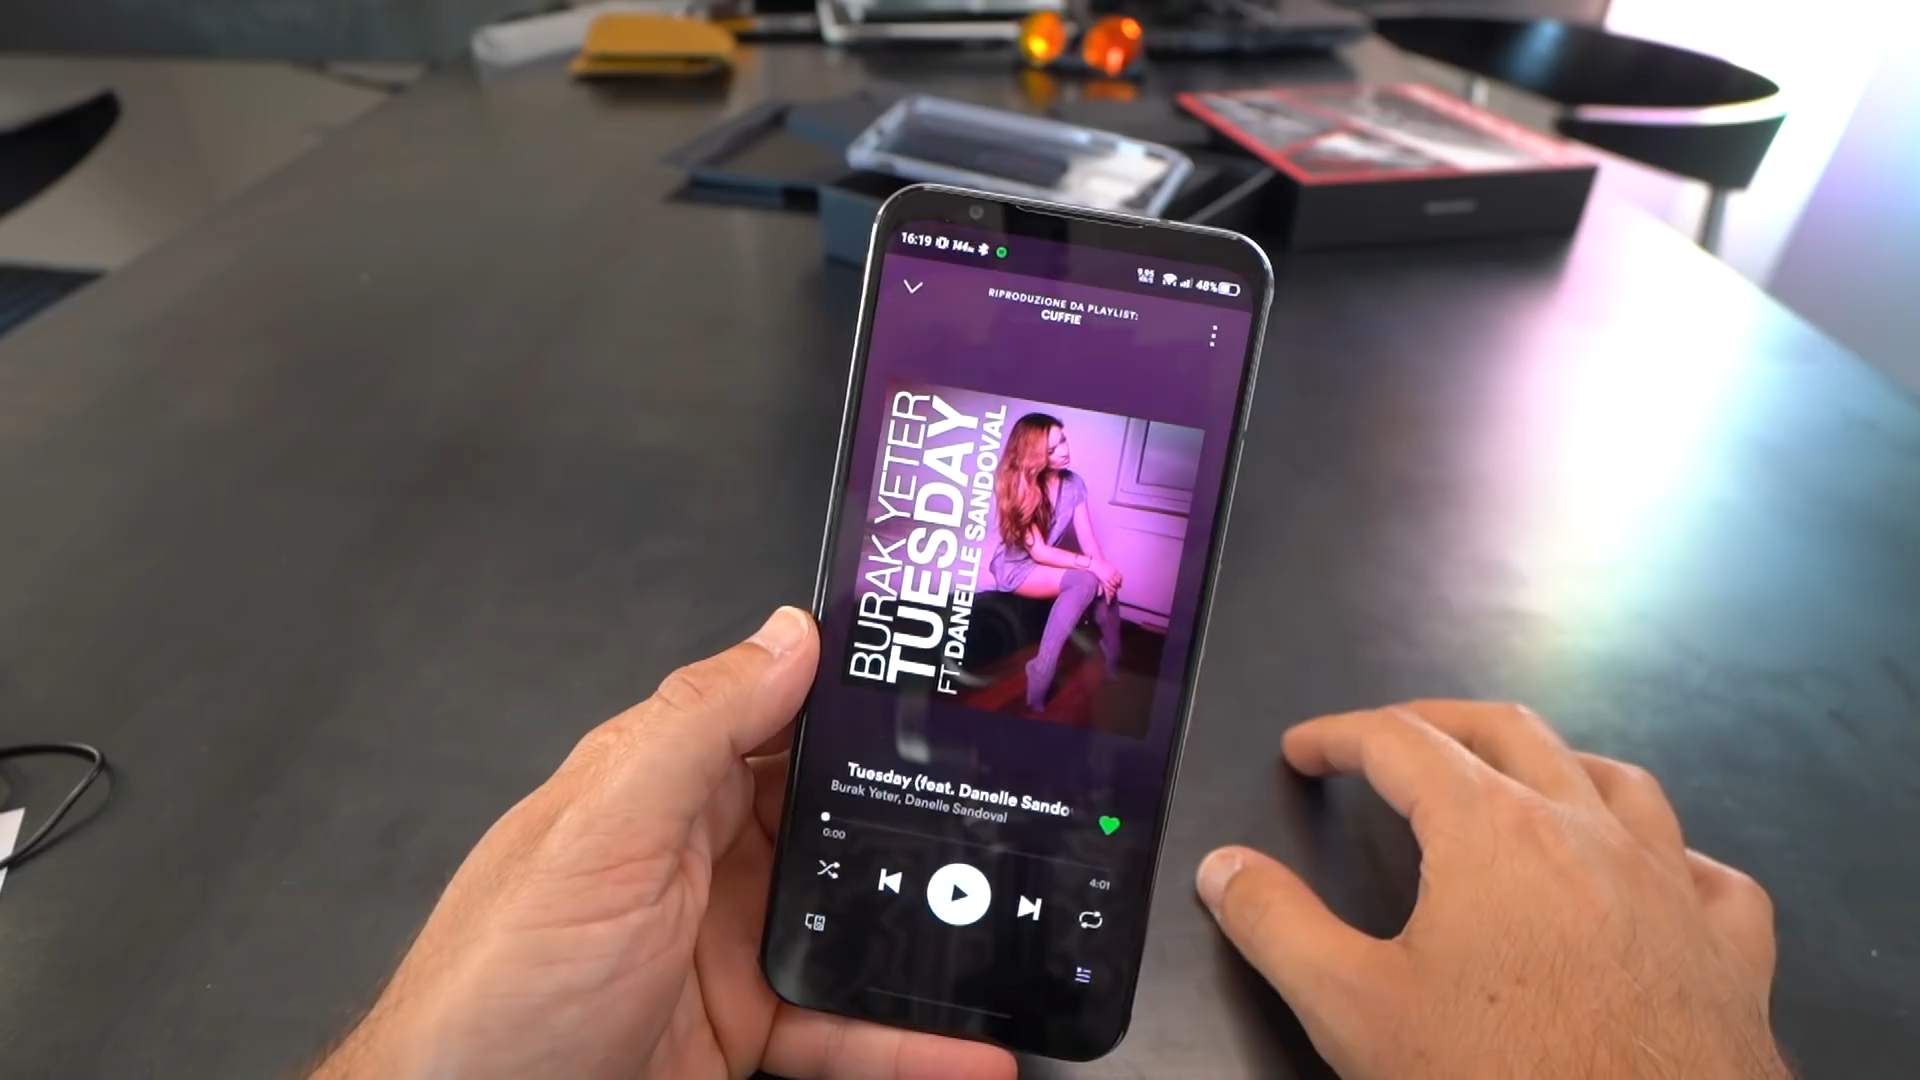 16:19
48%
RIPRODUZIONE DA PLAYLIST:
CUFFIE
BURAK YETER
TUESDAY
FT. DANELLE SANDOVAL
Tuesday (feat. Danelle Sando
Burak Yeter, Danelle Sandoval
0:00
4:01